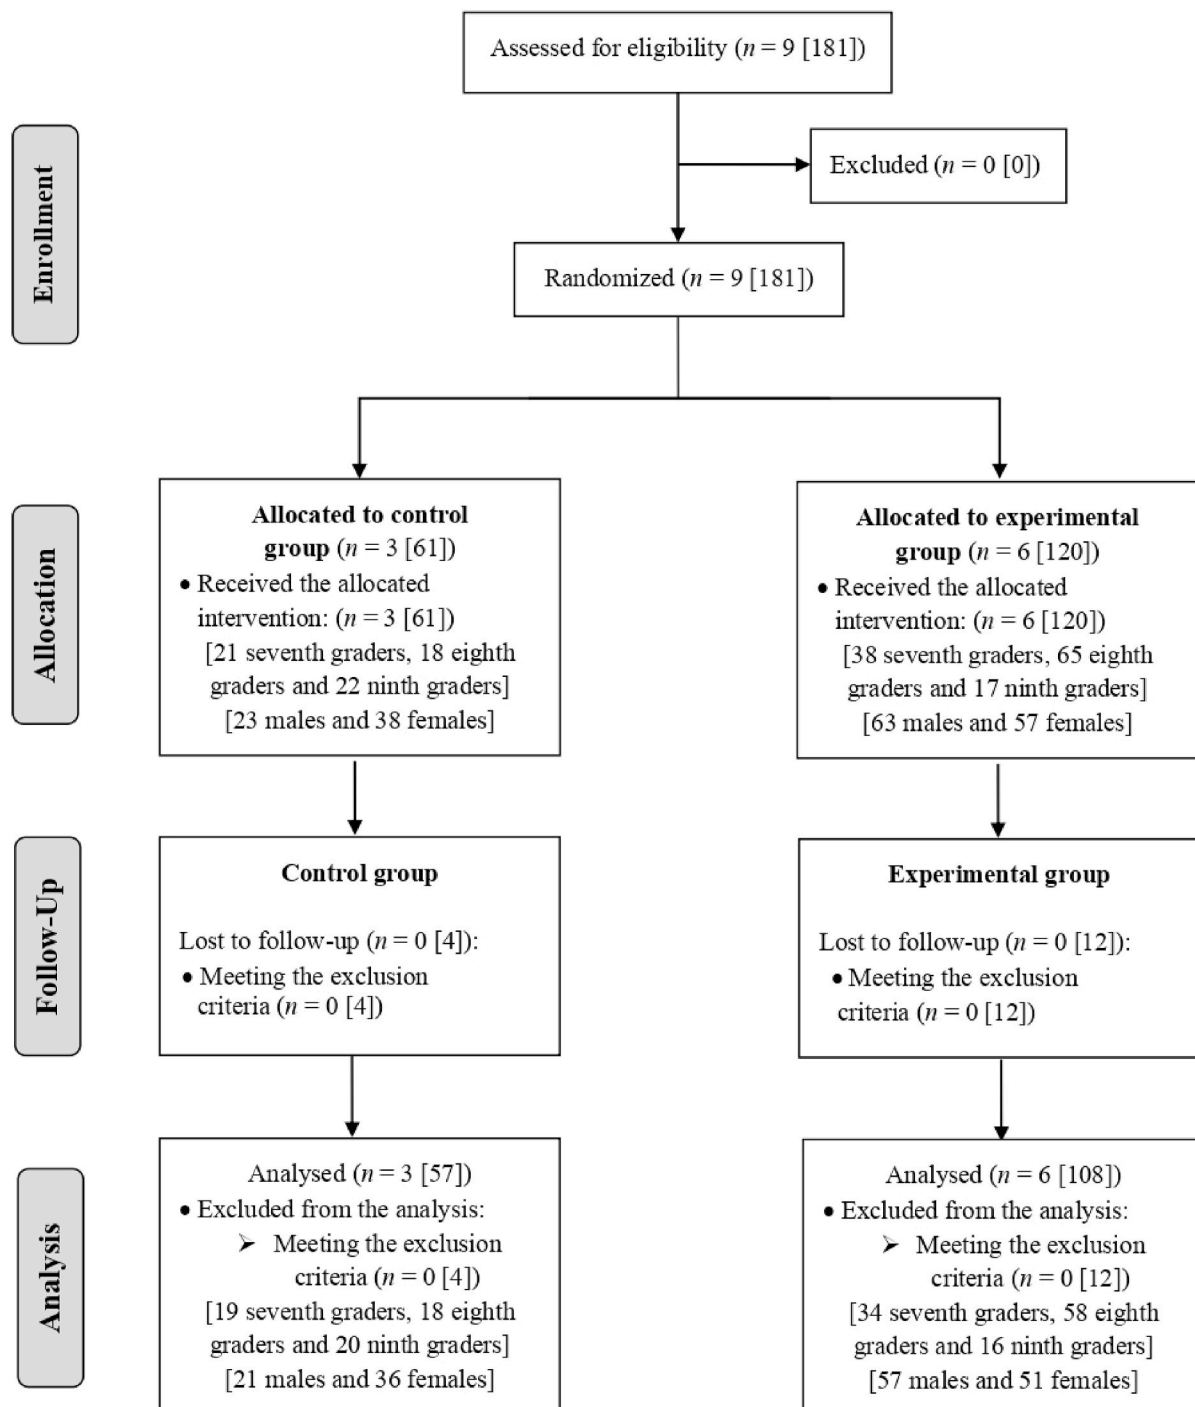 Assessed for eligibility (n = 9 [181])
Enrollment
Excluded (n = 0 [0])
Randomized (n = 9 [181])
Allocation
Allocated to control
group (n = 3 [61])
• Received the allocated
intervention: (n = 3 [61])
[21 seventh graders, 18 eighth
graders and 22 ninth graders]
[23 males and 38 females]
Allocated to experimental
group (n = 6 [120])
• Received the allocated
intervention: (n = 6 [120])
[38 seventh graders, 65 eighth
graders and 17 ninth graders]
[63 males and 57 females]
Follow-Up
Control group
Lost to follow-up (n = 0 [4]):
• Meeting the exclusion
criteria (n = 0 [4])
Experimental group
Lost to follow-up (n = 0 [12]):
• Meeting the exclusion
criteria (n = 0 [12])
Analysis
Analysed (n = 3 [57])
• Excluded from the analysis:
➢ Meeting the exclusion
criteria (n = 0 [4])
[19 seventh graders, 18 eighth
graders and 20 ninth graders]
[21 males and 36 females]
Analysed (n = 6 [108])
• Excluded from the analysis:
➢ Meeting the exclusion
criteria (n = 0 [12])
[34 seventh graders, 58 eighth
graders and 16 ninth graders]
[57 males and 51 females]